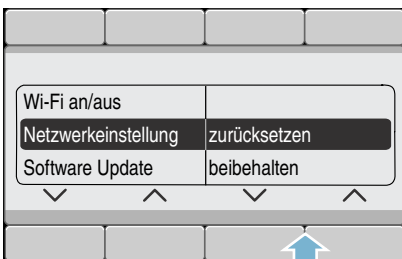 Wi-Fi an/aus
Netzwerkeinstellung zurücksetzen
Software Update beibehalten